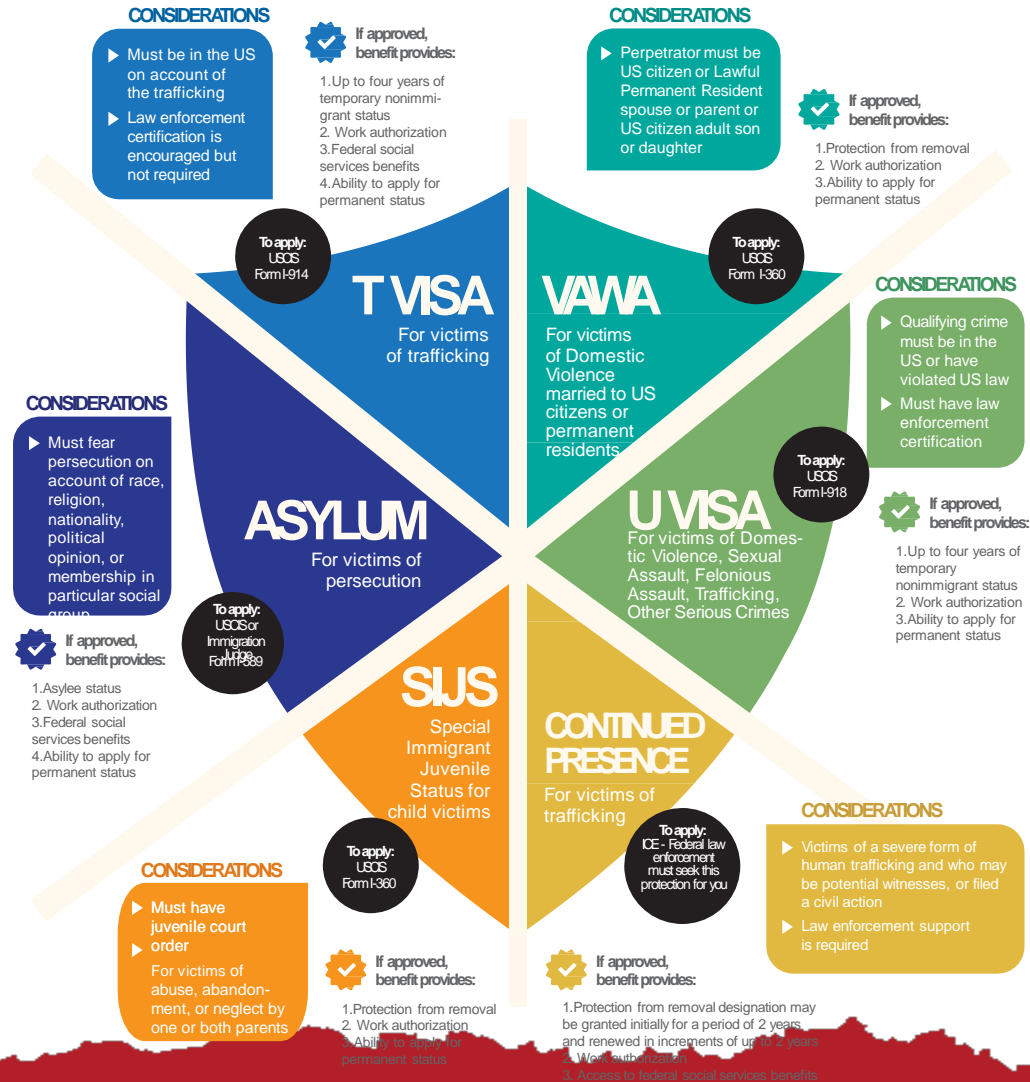 CONSIDERATIONS
Must be in the US
on account of
the trafficking
Law enforcement
certification is
encouraged but
not required
If approved,
benefit provides:
1.Up to four years of
temporary nonimmi-
grant status
2. Work authorization
3.Federal social
services benefits
4.Ability to apply for
permanent status
To apply:
USCIS
Form I-914
T VISA
For victims
of trafficking
CONSIDERATIONS
Perpetrator must be
US citizen or Lawful
Permanent Resident
spouse or parent or
US citizen adult son
or daughter
If approved,
benefit provides:
1.Protection from removal
2. Work authorization
3.Ability to apply for
permanent status
To apply:
USCIS
Form I-360
VAWA
For victims
of Domestic
Violence
married to US
citizens or
permanent
residents
CONSIDERATIONS
Qualifying crime
must be in the
US or have
violated US law
Must have law
enforcement
certification
To apply:
USCIS
Form I-918
If approved,
benefit provides:
1.Up to four years of
temporary
nonimmigrant status
2. Work authorization
3.Ability to apply for
permanent status
U VISA
For victims of Domes-
tic Violence, Sexual
Assault, Felonious
Assault, Trafficking,
Other Serious Crimes
CONSIDERATIONS
Must fear
persecution on
account of race,
religion,
nationality,
political
opinion, or
membership in
particular social
group
ASYLUM
For victims of
persecution
To apply:
USCIS or
Immigration
Judge
Form I-589
If approved,
benefit provides:
1.Asylee status
2. Work authorization
3.Federal social
services benefits
4.Ability to apply for
permanent status
SIJS
Special
Immigrant
Juvenile
Status for
child victims
To apply:
USCIS
Form I-360
CONSIDERATIONS
Must have
juvenile court
order
For victims of
abuse, abandon-
ment, or neglect by
one or both parents
If approved,
benefit provides:
1.Protection from removal
2. Work authorization
3.Ability to apply for
permanent status
CONTINUED
PRESENCE
For victims of
trafficking
To apply:
ICE - Federal law
enforcement
must seek this
protection for you
CONSIDERATIONS
Victims of a severe form of
human trafficking and who may
be potential witnesses, or filed
a civil action
Law enforcement support
is required
If approved,
benefit provides:
1.Protection from removal designation may
be granted initially for a period of 2 years
and renewed in increments of up to 2 years
2. Work authorization
3. Access to federal social services benefits